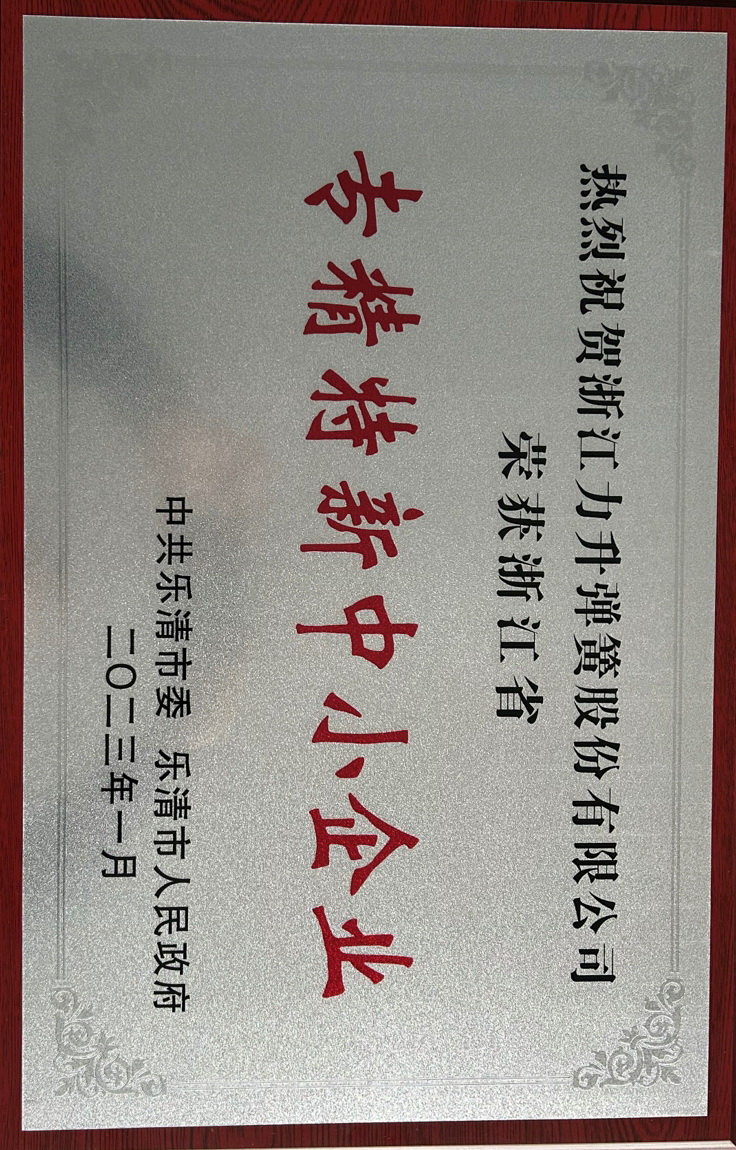 热烈祝贺浙江力升弹簧股份有限公司
荣获浙江省
专精特新中小企业
中共乐清市委 乐清市人民政府
二〇二三年一月